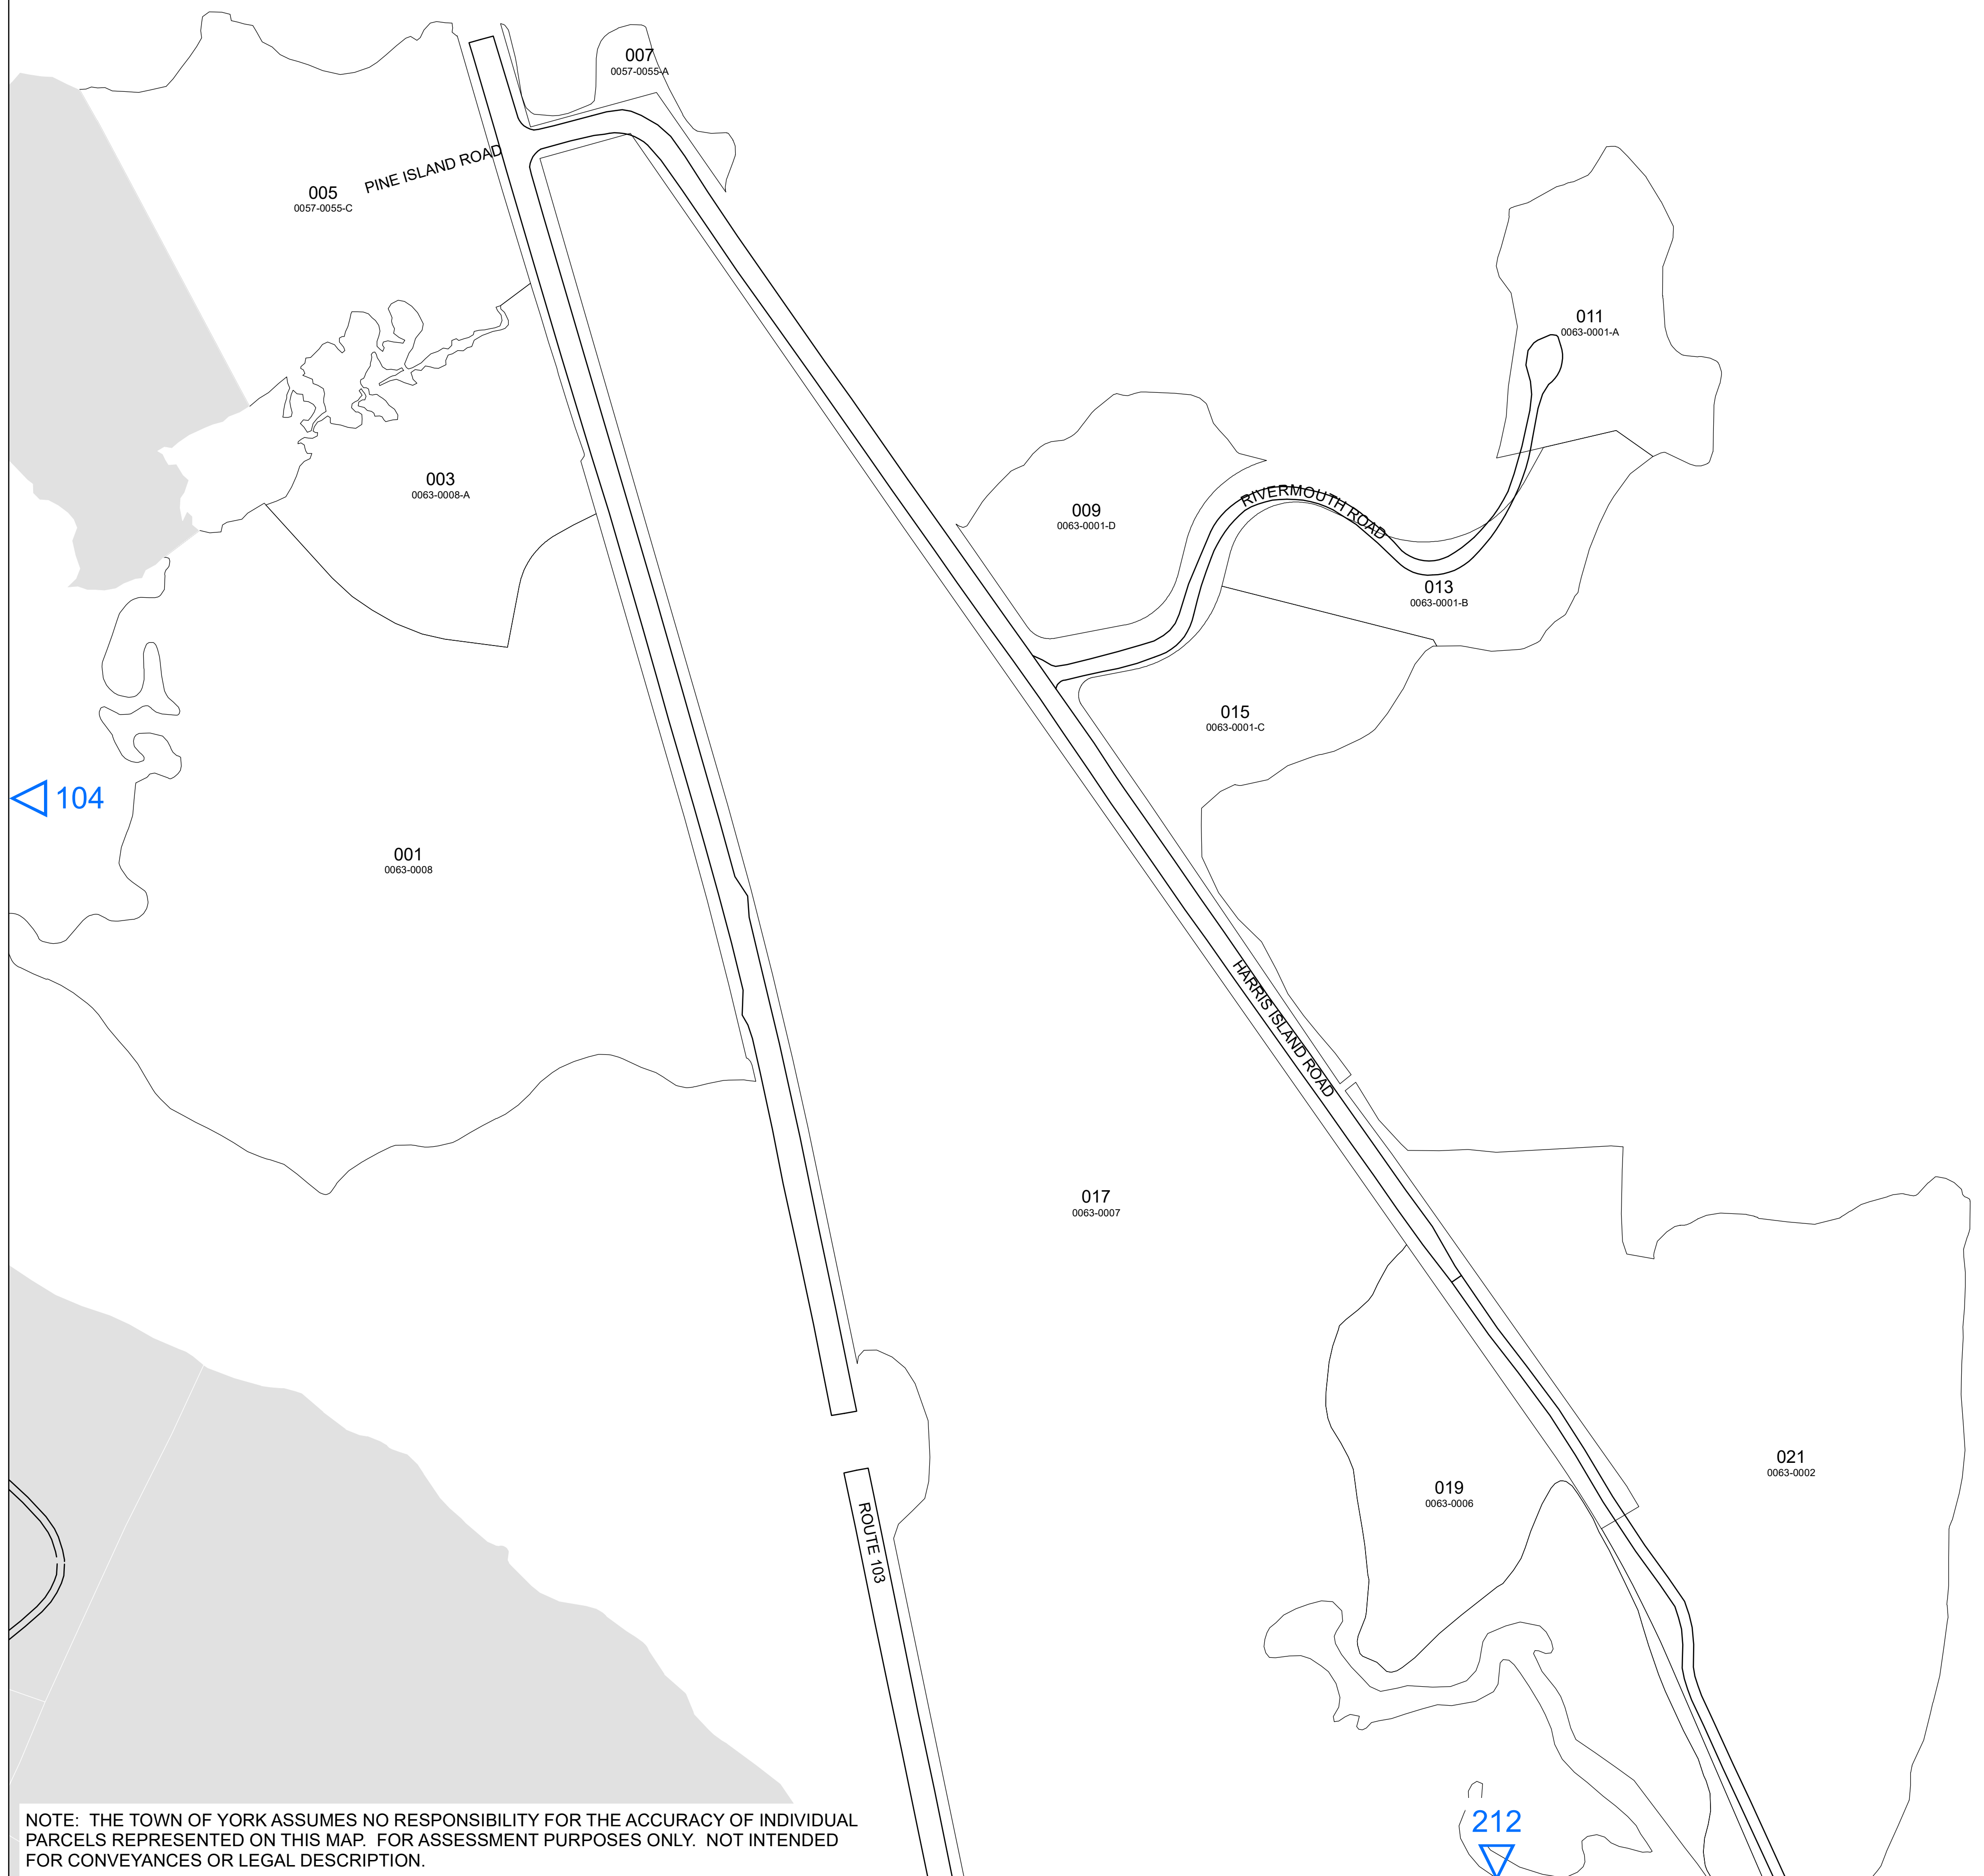 007
0057-0055-A
PINE ISLAND ROAD
005
0057-0055-C
011
0063-0001-A
003
0063-0008-A
009
0063-0001-D
RIVERMOUTH ROAD
013
0063-0001-B
015
0063-0001-C
104
001
0063-0008
HARRIS ISLAND ROAD
017
0063-0007
021
0063-0002
019
0063-0006
ROUTE 103
212
NOTE: THE TOWN OF YORK ASSUMES NO RESPONSIBILITY FOR THE ACCURACY OF INDIVIDUAL
PARCELS REPRESENTED ON THIS MAP. FOR ASSESSMENT PURPOSES ONLY. NOT INTENDED
FOR CONVEYANCES OR LEGAL DESCRIPTION.